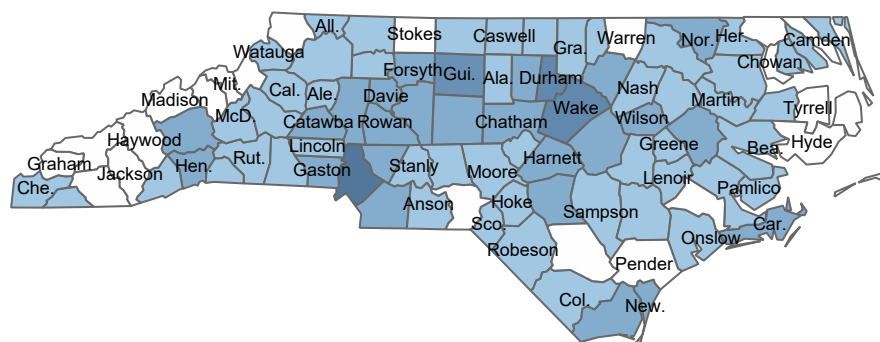 All.
Stokes
Caswell
Gra.
Warren
Nor.
Her.
Camden
Watauga
Chowan
Forsyth
Gui.
Ala.
Durham
Mit.
Cal.
Ale.
Davie
Nash
Martin
Madison
Tyrrell
McD.
Catawba
Rowan
Chatham
Wake
Wilson
Haywood
Lincoln
Greene
Bea.
Hyde
Graham
Jackson
Hen.
Rut.
Gaston
Stanly
Moore
Harnett
Lenoir
Pamlico
Che.
Anson
Hoke
Sampson
Sco.
Car.
Robeson
Onslow
Pender
Col.
New.